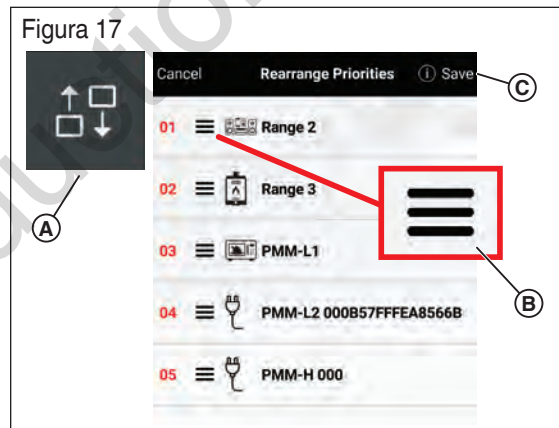 Figura 17
Cancel Rearrange Priorities i Save
C
01 Range 2
02 Range 3
A
03 PMM-L1
B
04 PMM-L2 000B57FFFEA8566B
05 PMM-H 000